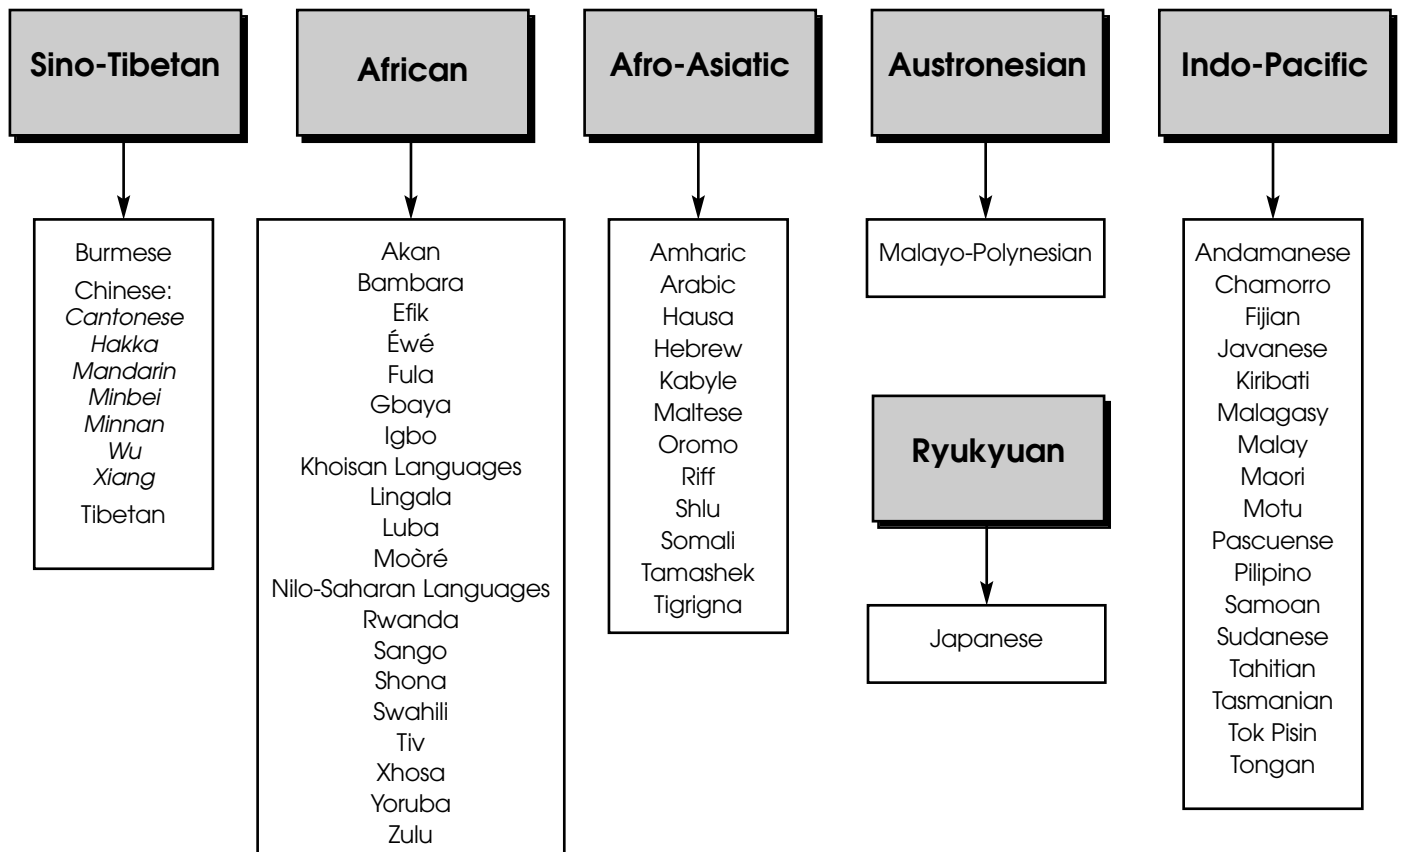 Sino-Tibetan
Burmese
Chinese:
Cantonese
Hakka
Mandarin
Minbei
Minnan
Wu
Xiang
Tibetan
African
Akan
Bambara
Efik
Éwé
Fula
Gbaya
Igbo
Khoisan Languages
Lingala
Luba
Moòré
Nilo-Saharan Languages
Rwanda
Sango
Shona
Swahili
Tiv
Xhosa
Yoruba
Zulu
Afro-Asiatic
Amharic
Arabic
Hausa
Hebrew
Kabyle
Maltese
Oromo
Riff
Shlu
Somali
Tamashek
Tigrigna
Austronesian
Malayo-Polynesian
Ryukyuan
Japanese
Indo-Pacific
Andamanese
Chamorro
Fijian
Javanese
Kiribati
Malagasy
Malay
Maori
Motu
Pascuense
Pilipino
Samoan
Sudanese
Tahitian
Tasmanian
Tok Pisin
Tongan